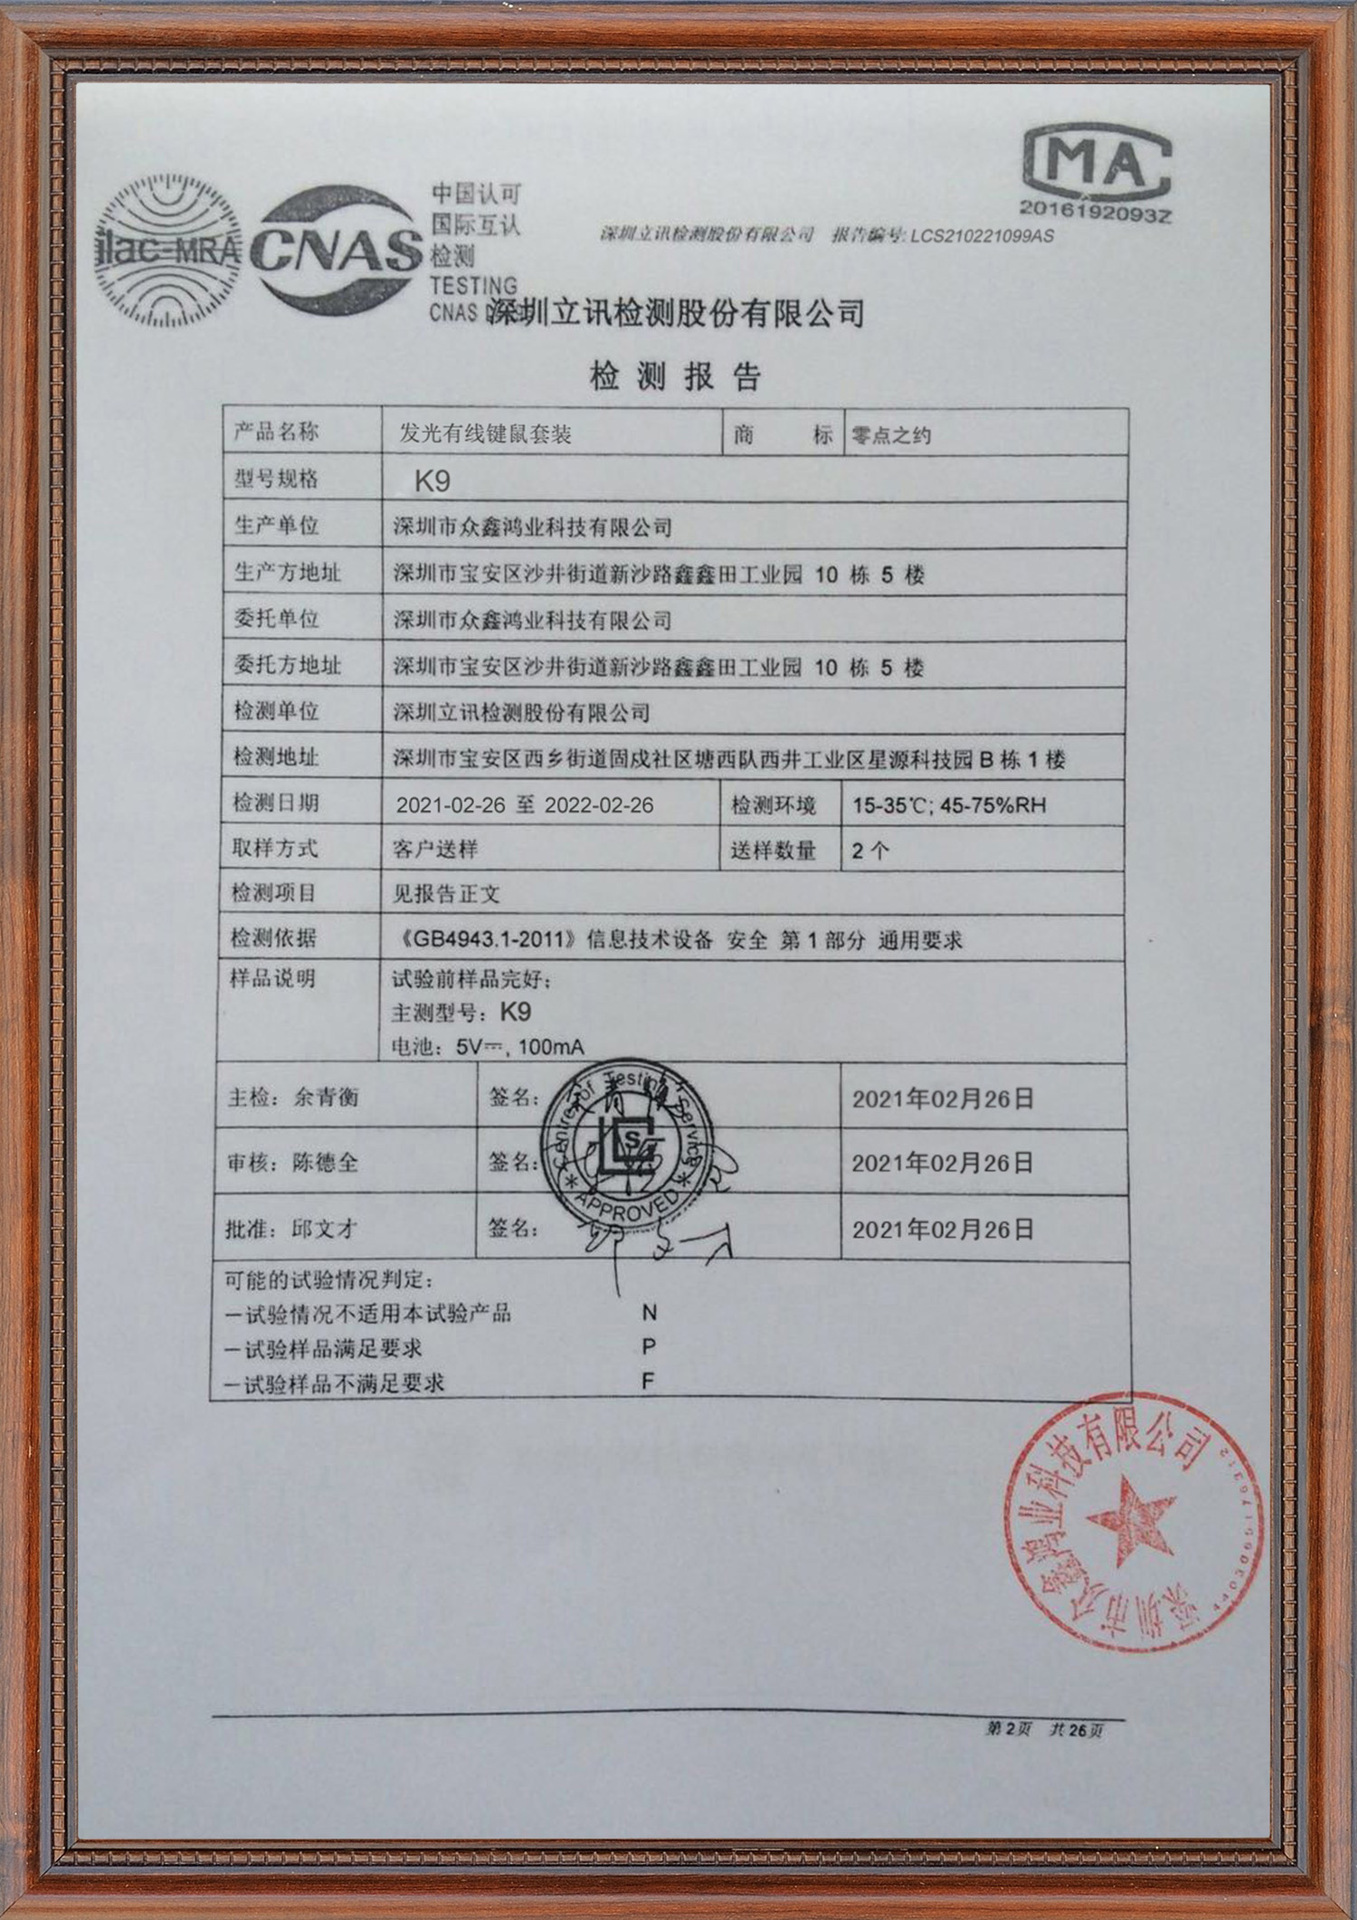 ilac-MRA
CNAS
中国认可
国际互认
检测
TESTING
CNAS
MA
20161920932
深圳立讯检测股份有限公司 报告编号:LCS210221099AS
深圳立讯检测股份有限公司
检测报告
产品名称 发光有线键鼠套装 商 标 零点之约
型号规格 K9
生产单位 深圳市众鑫鸿业科技有限公司
生产方地址 深圳市宝安区沙井街道新沙路鑫鑫田工业园 10 栋 5 楼
委托单位 深圳市众鑫鸿业科技有限公司
委托方地址 深圳市宝安区沙井街道新沙路鑫鑫田工业园 10 栋 5 楼
检测单位 深圳立讯检测股份有限公司
检测地址 深圳市宝安区西乡街道固戍社区塘西队西井工业区星源科技园 B 栋 1 楼
检测日期 2021-02-26 至 2022-02-26 检测环境 15-35℃; 45-75%RH
取样方式 客户送样 送样数量 2 个
检测项目 见报告正文
检测依据 《GB4943.1-2011》信息技术设备 安全 第 1 部分 通用要求
样品说明 试验前样品完好;
主测型号: K9
电池: 5V⎓, 100mA
主检: 余青衡 签名: 2021年02月26日
审核: 陈德全 签名: 2021年02月26日
批准: 邱文才 签名: 2021年02月26日
Centre of Testing Service
LCS
*APPROVED*
可能的试验情况判定:
—试验情况不适用本试验产品 N
—试验样品满足要求 P
—试验样品不满足要求 F
深圳市众鑫鸿业科技有限公司
第2页 共26页